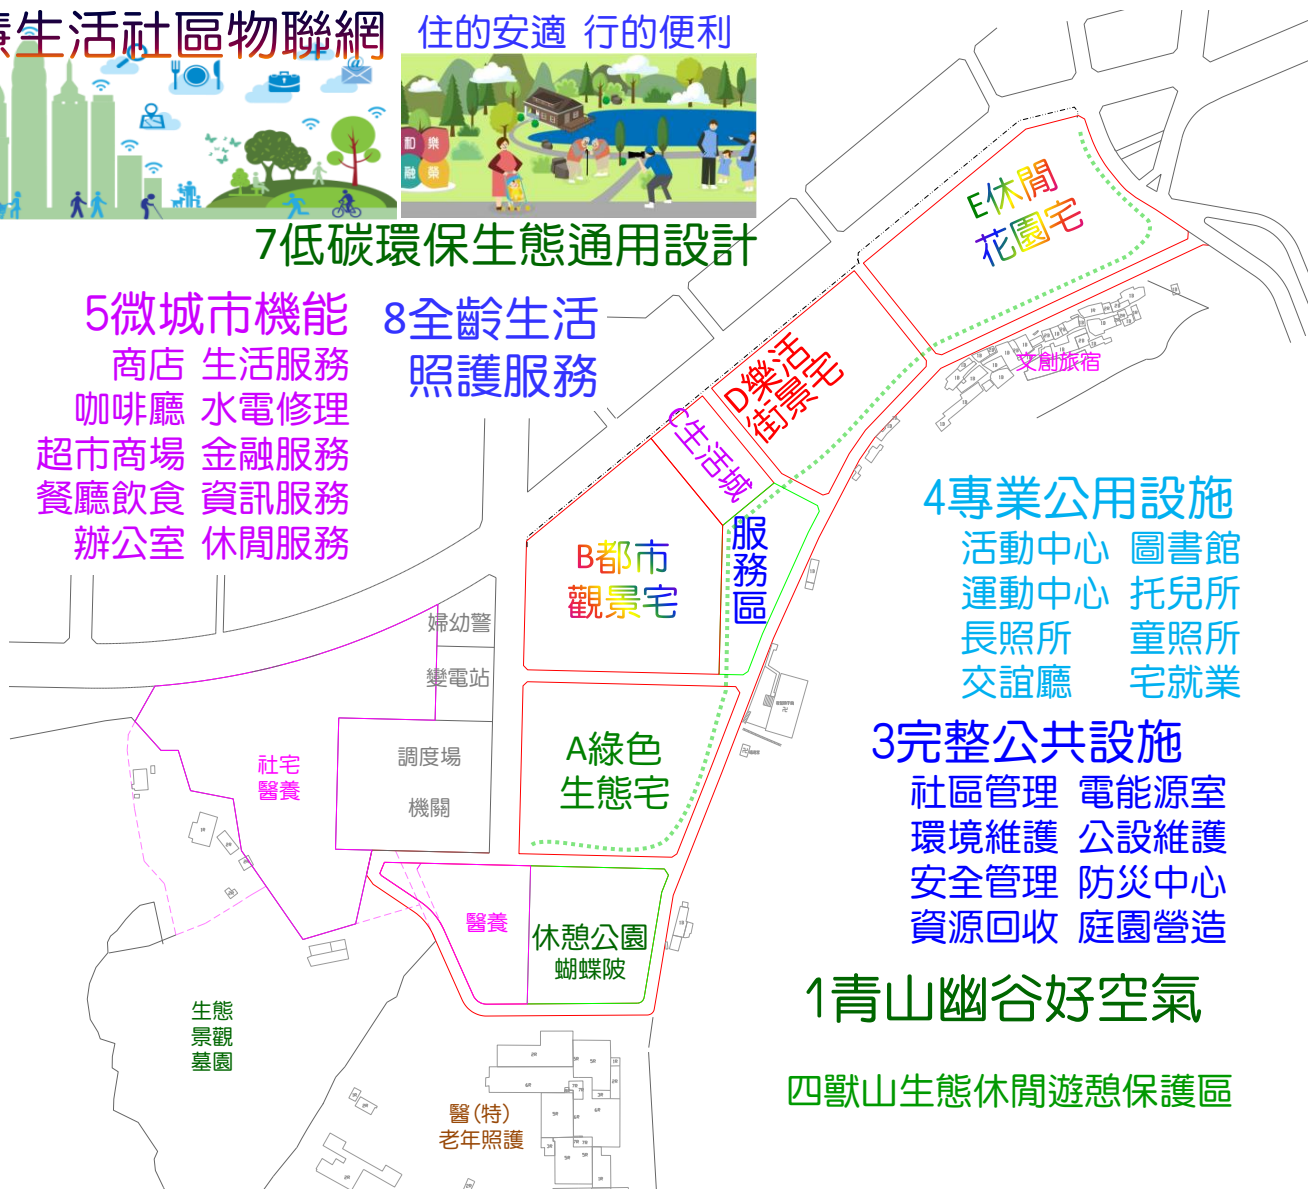 生活社區物聯網
住的安適 行的便利
和 樂
融 榮
7低碳環保生態通用設計
5微城市機能
商店 生活服務
咖啡廳 水電修理
超市商場 金融服務
餐廳飲食 資訊服務
辦公室 休閒服務
8全齡生活
照護服務
E休閒
花園宅
文創旅宿
D樂活
街景宅
C生活城
服務區
B都市
觀景宅
4專業公用設施
活動中心 圖書館
運動中心 托兒所
長照所 童照所
交誼廳 宅就業
婦幼警
變電站
調度場
機關
社宅
醫養
A綠色
生態宅
3完整公共設施
社區管理 電能源室
環境維護 公設維護
安全管理 防災中心
資源回收 庭園營造
醫養
休憩公園
蝴蝶陂
1青山幽谷好空氣
生態
景觀
墓園
四獸山生態休閒遊憩保護區
醫(特)
老年照護